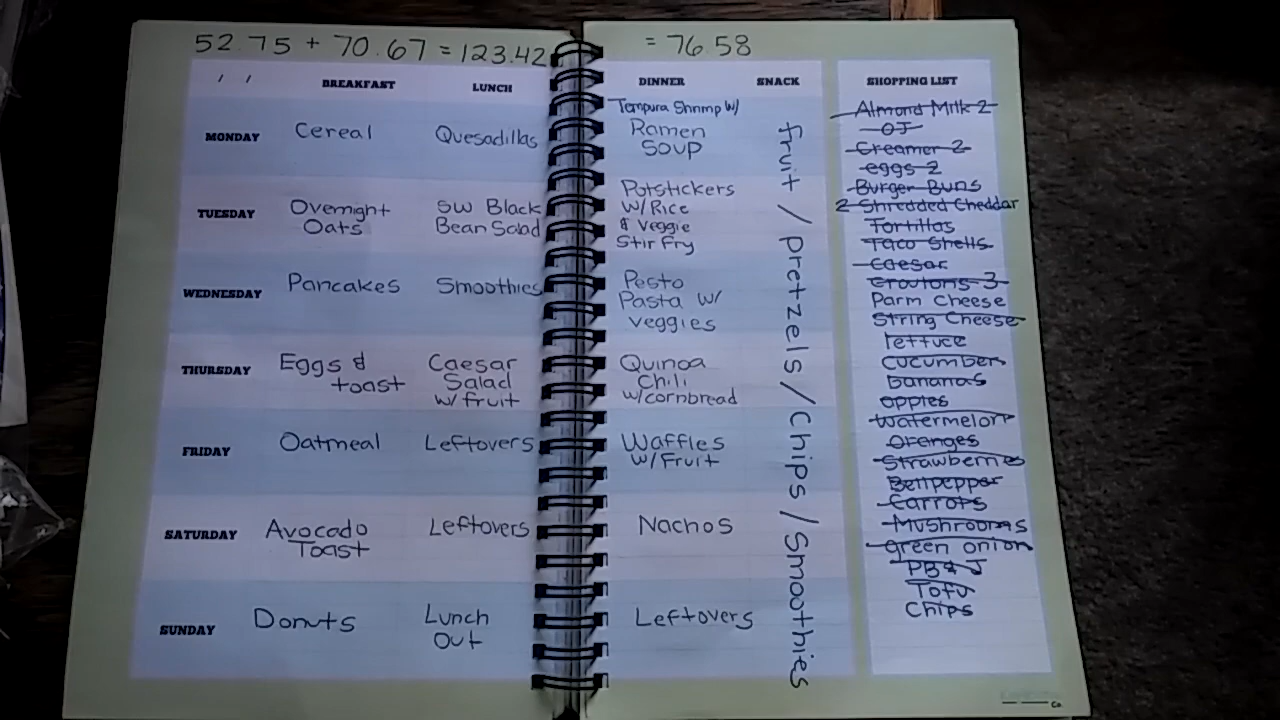 52.75 + 70.67 = 123.42 = 76.58
BREAKFAST LUNCH DINNER SNACK SHOPPING LIST
MONDAY Cereal Quesadillas
Tempura Shrimp w/
Ramen
Soup
TUESDAY Overnight
Oats
SW Black
Bean Salad
Potstickers
w/Rice
& Veggie
Stir Fry
WEDNESDAY Pancakes Smoothies
Pesto
Pasta w/
veggies
THURSDAY Eggs &
toast
Caesar
Salad
w/fruit
Quinoa
Chili
w/cornbread
FRIDAY Oatmeal Leftovers
Waffles
w/Fruit
SATURDAY Avocado
Toast
Leftovers
Nachos
SUNDAY Donuts
Lunch
Out
Leftovers
fruit / pretzels / Chips / Smoothies
Almond Milk 2
OJ
Creamer 2
eggs 2
Burger Buns
2 Shredded Cheddar
Tortillas
Taco Shells
Caesar
Croutons 3
Parm Cheese
String Cheese
lettuce
cucumbers
bananas
apples
watermelon
oranges
Strawberries
Bellpepper
Carrots
Mushrooms
green onion
PB & J
Tofu
Chips